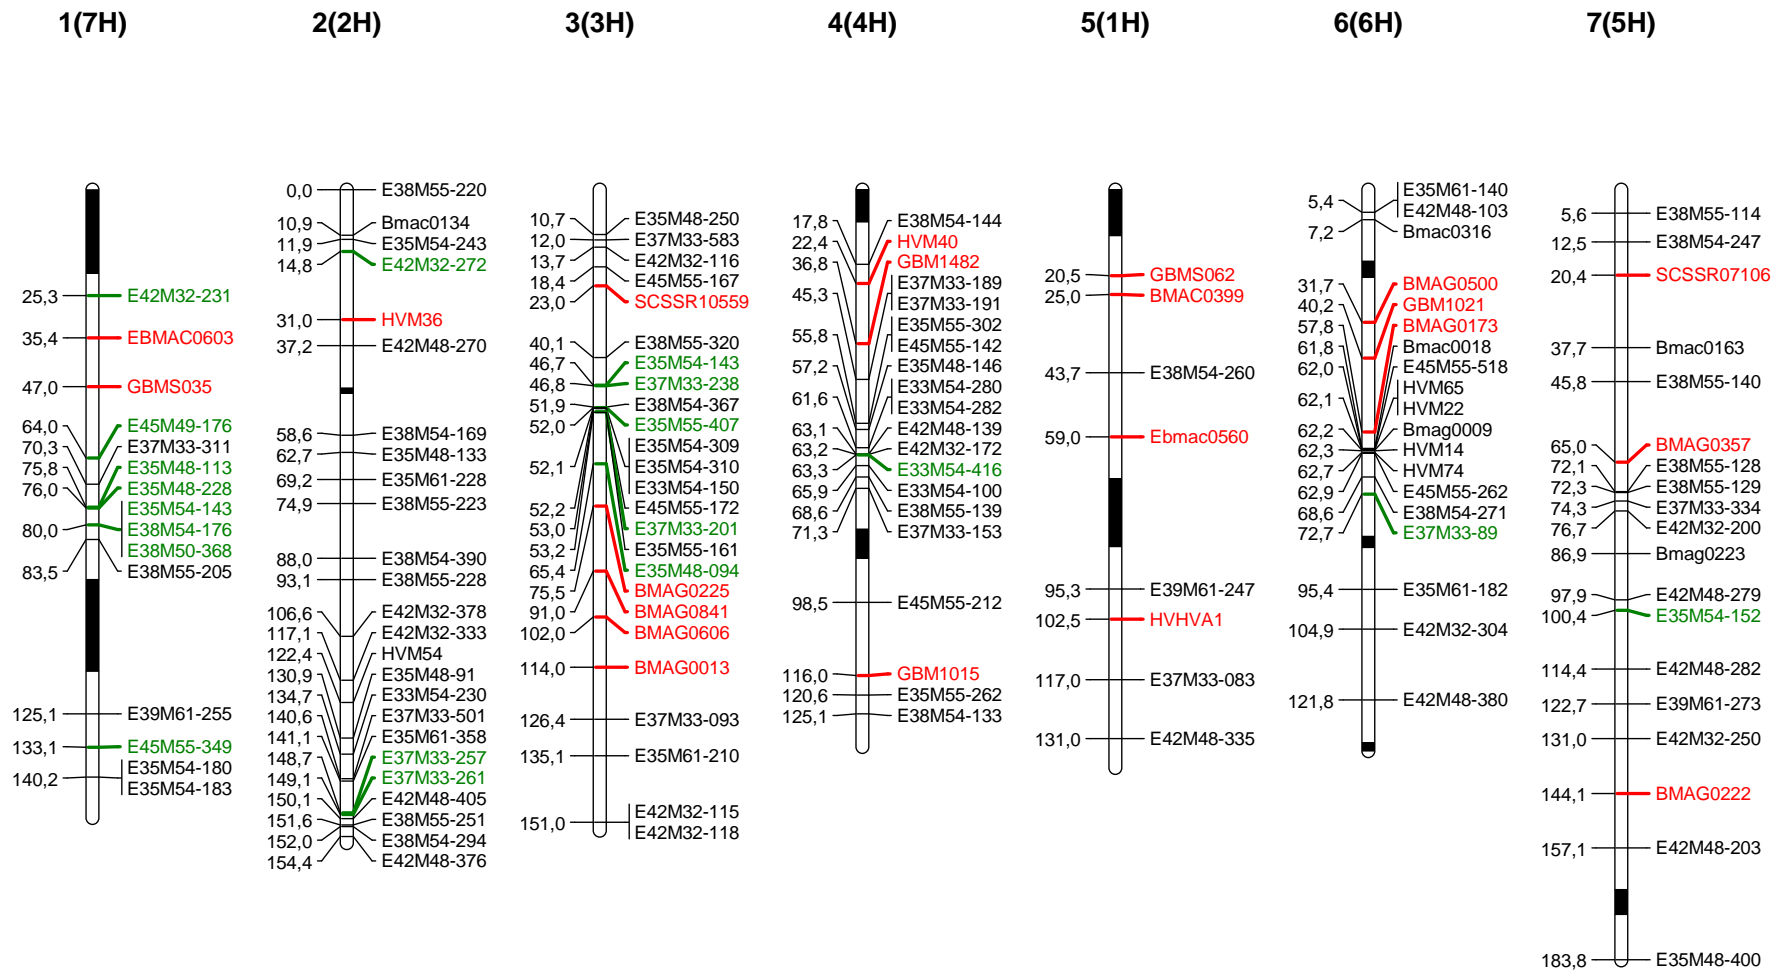 1(7H)
25,3 E42M32-231
35,4 EBMAC0603
47,0 GBMS035
64,0 E45M49-176
70,3 E37M33-311
75,8 E35M48-113
76,0 E35M48-228
E35M54-143
80,0 E38M54-176
E38M50-368
83,5 E38M55-205
125,1 E39M61-255
133,1 E45M55-349
E35M54-180
140,2
E35M54-183
2(2H)
0,0 E38M55-220
10,9 Bmac0134
11,9 E35M54-243
14,8 E42M32-272
31,0 HVM36
37,2 E42M48-270
58,6 E38M54-169
62,7 E35M48-133
69,2 E35M61-228
74,9 E38M55-223
88,0 E38M54-390
93,1 E38M55-228
106,6 E42M32-378
117,1 E42M32-333
122,4 HVM54
130,9 E35M48-91
134,7 E33M54-230
140,6 E37M33-501
141,1 E35M61-358
148,7 E37M33-257
149,1 E37M33-261
150,1 E42M48-405
151,6 E38M55-251
152,0 E38M54-294
154,4 E42M48-376
3(3H)
10,7 E35M48-250
12,0 E37M33-583
13,7 E42M32-116
18,4 E45M55-167
23,0 SCSSR10559
40,1 E38M55-320
46,7 E35M54-143
46,8 E37M33-238
51,9 E38M54-367
52,0 E35M55-407
E35M54-309
52,1 E35M54-310
E33M54-150
52,2 E45M55-172
53,0 E37M33-201
53,2 E35M55-161
65,4 E35M48-094
75,5 BMAG0225
91,0 BMAG0841
102,0 BMAG0606
114,0 BMAG0013
126,4 E37M33-093
135,1 E35M61-210
151,0 E42M32-115
E42M32-118
4(4H)
17,8 E38M54-144
22,4 HVM40
36,8 GBM1482
E37M33-189
45,3
E37M33-191
E35M55-302
55,8
E45M55-142
57,2 E35M48-146
E33M54-280
61,6
E33M54-282
63,1 E42M48-139
63,2 E42M32-172
63,3 E33M54-416
65,9 E33M54-100
68,6 E38M55-139
71,3 E37M33-153
98,5 E45M55-212
116,0 GBM1015
120,6 E35M55-262
125,1 E38M54-133
5(1H)
20,5 GBMS062
25,0 BMAC0399
43,7 E38M54-260
59,0 Ebmac0560
95,3 E39M61-247
102,5 HVHVA1
117,0 E37M33-083
131,0 E42M48-335
6(6H)
E35M61-140
5,4
E42M48-103
7,2 Bmac0316
31,7 BMAG0500
40,2 GBM1021
57,8 BMAG0173
61,8 Bmac0018
62,0 E45M55-518
HVM65
62,1
HVM22
62,2 Bmag0009
62,3 HVM14
62,7 HVM74
62,9 E45M55-262
68,6 E38M54-271
72,7 E37M33-89
95,4 E35M61-182
104,9 E42M32-304
121,8 E42M48-380
7(5H)
5,6 E38M55-114
12,5 E38M54-247
20,4 SCSSR07106
37,7 Bmac0163
45,8 E38M55-140
65,0 BMAG0357
72,1 E38M55-128
72,3 E38M55-129
74,3 E37M33-334
76,7 E42M32-200
86,9 Bmag0223
97,9 E42M48-279
100,4 E35M54-152
114,4 E42M48-282
122,7 E39M61-273
131,0 E42M32-250
144,1 BMAG0222
157,1 E42M48-203
183,8 E35M48-400